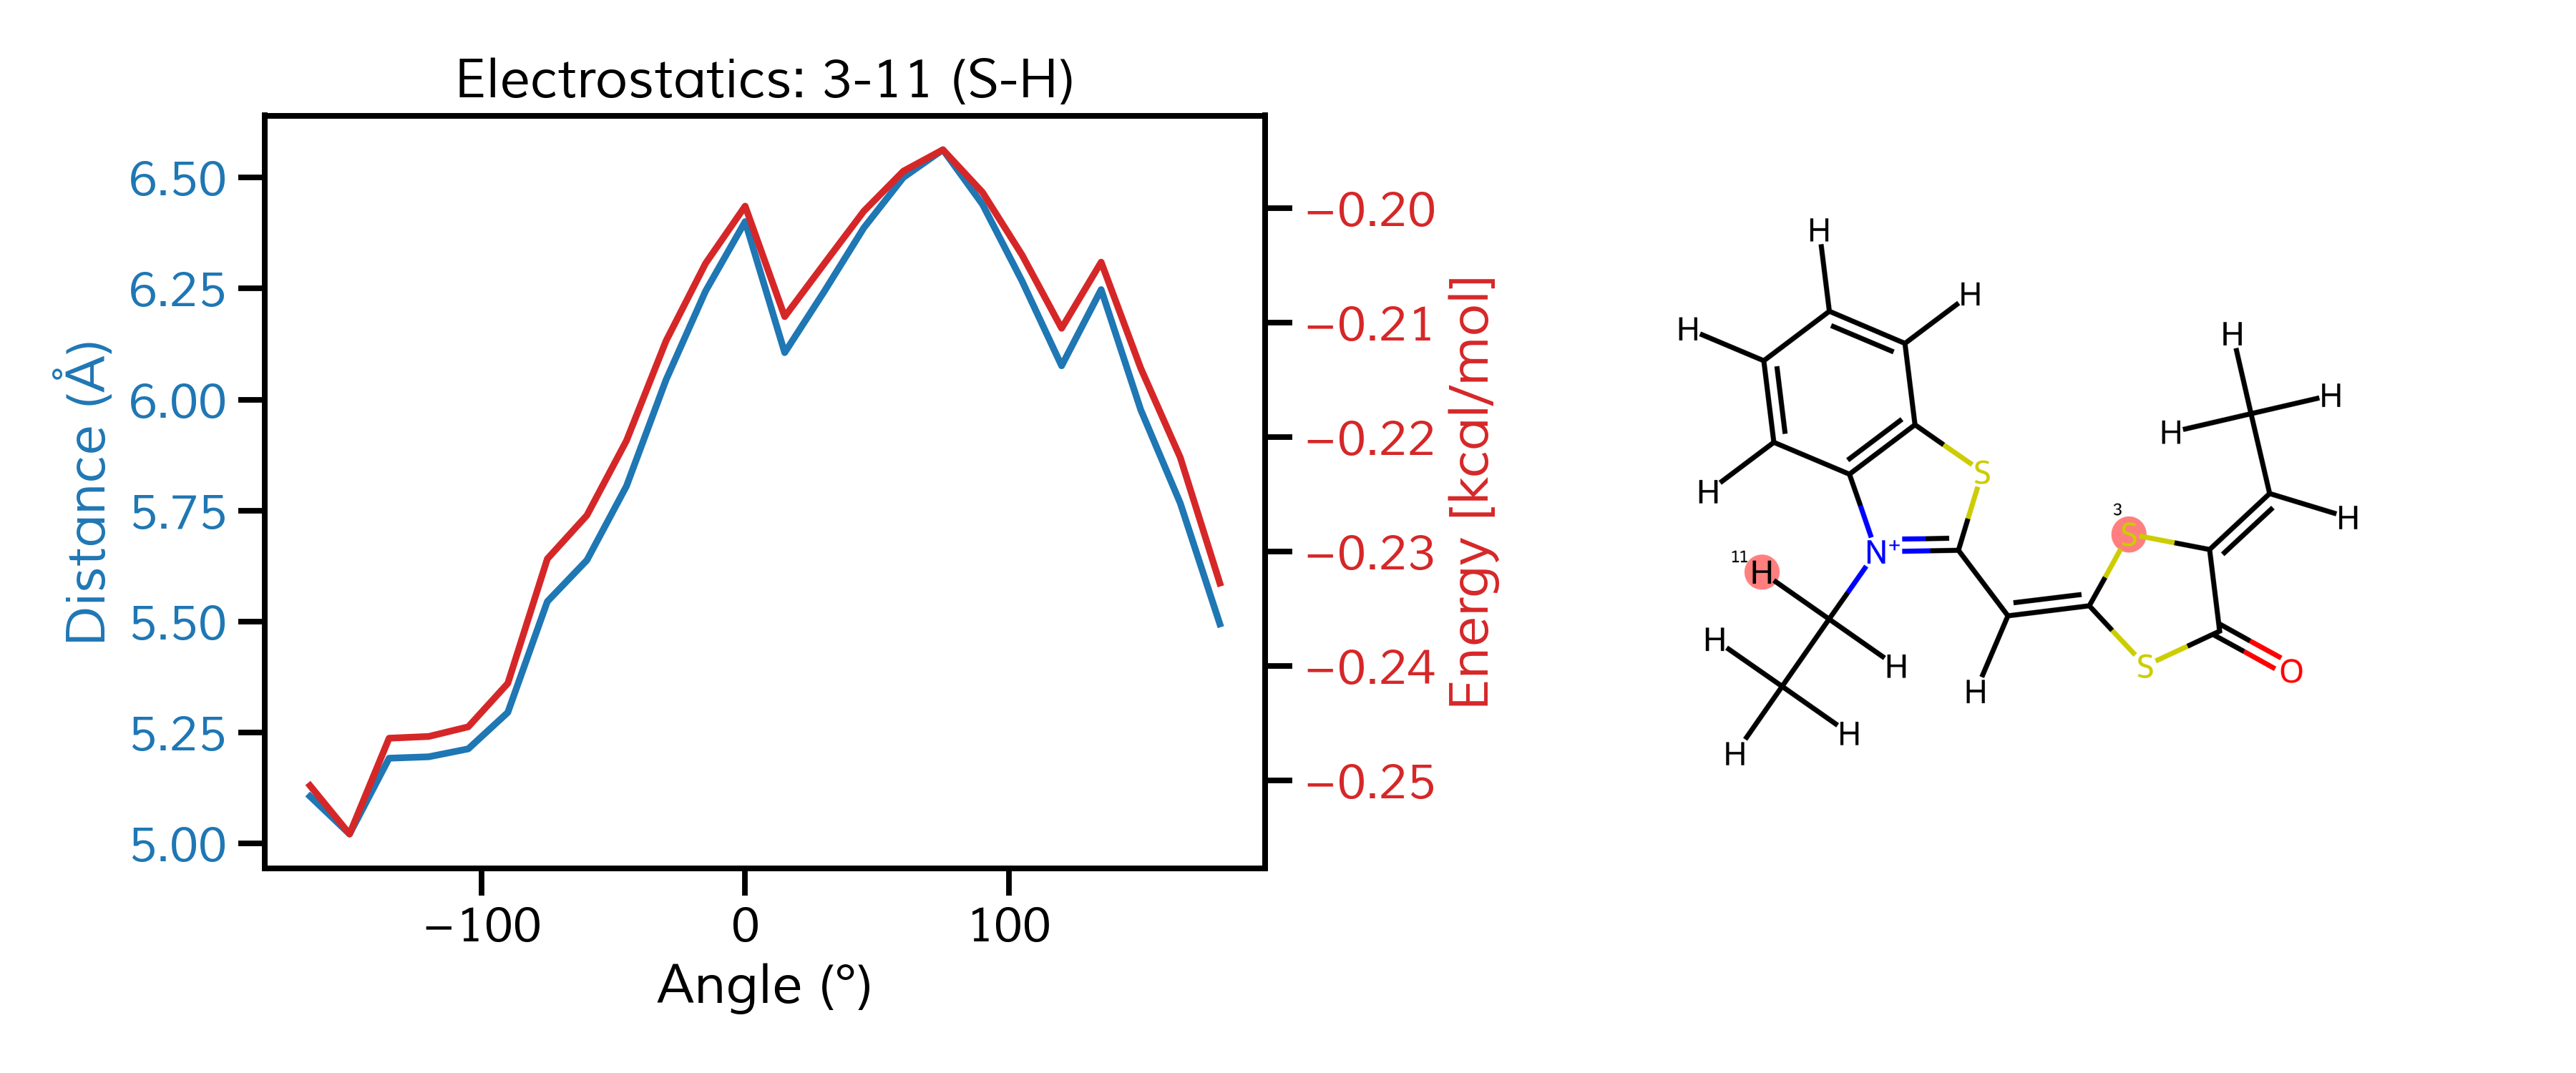 Electrostatics: 3-11 (S-H)
Distance (Å)
6.50
6.25
6.00
5.75
5.50
5.25
5.00
−100
0
100
Angle (°)
−0.20
−0.21
−0.22
−0.23
−0.24
−0.25
Energy [kcal/mol]
H
H
H
H
H
H
H
S
3
S
H
H
N+
11
H
H
H
S
O
H
H
H